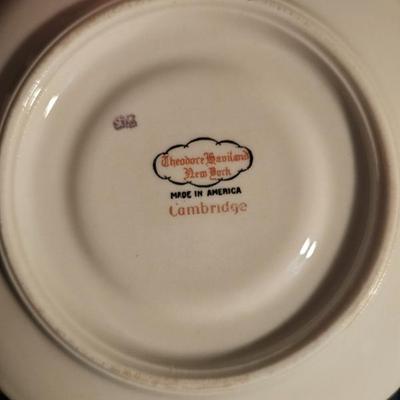 Theodore Haviland
New York
MADE IN AMERICA
Cambridge